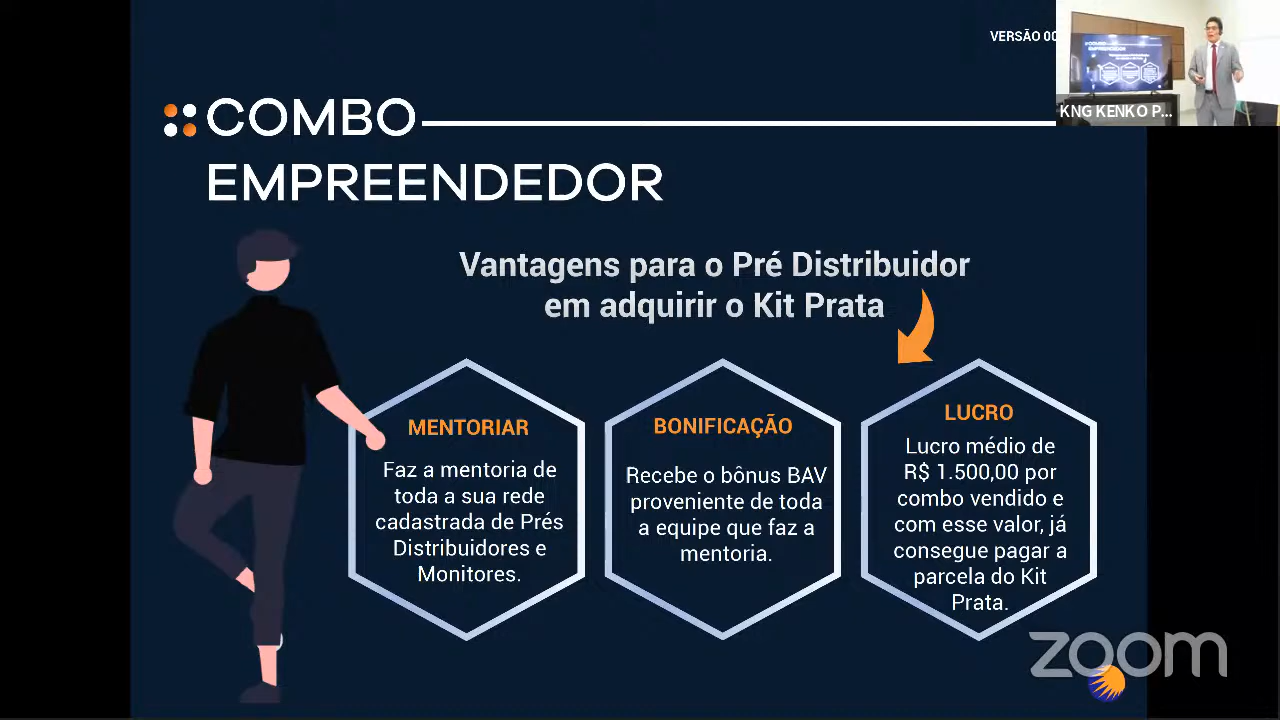 VERSÃO 00
KNG KENKO P...
COMBO
EMPREENDEDOR
Vantagens para o Pré Distribuidor
em adquirir o Kit Prata
MENTORIAR
Faz a mentoria de
toda a sua rede
cadastrada de Prés
Distribuidores e
Monitores.
BONIFICAÇÃO
Recebe o bônus BAV
proveniente de toda
a equipe que faz a
mentoria.
LUCRO
Lucro médio de
R$ 1.500,00 por
combo vendido e
com esse valor, já
consegue pagar a
parcela do Kit
Prata.
zoom